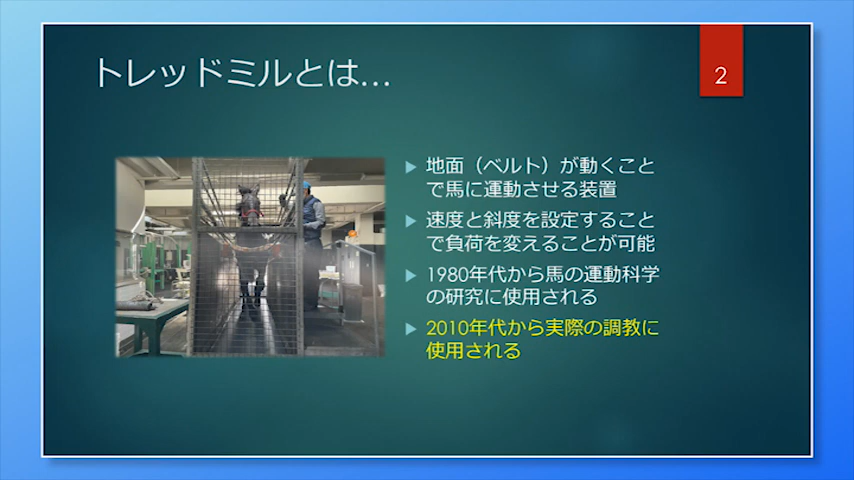 トレッドミルとは…
2
地面（ベルト）が動くこと
で馬に運動させる装置
速度と斜度を設定すること
で負荷を変えることが可能
1980年代から馬の運動科学
の研究に使用される
2010年代から実際の調教に
使用される